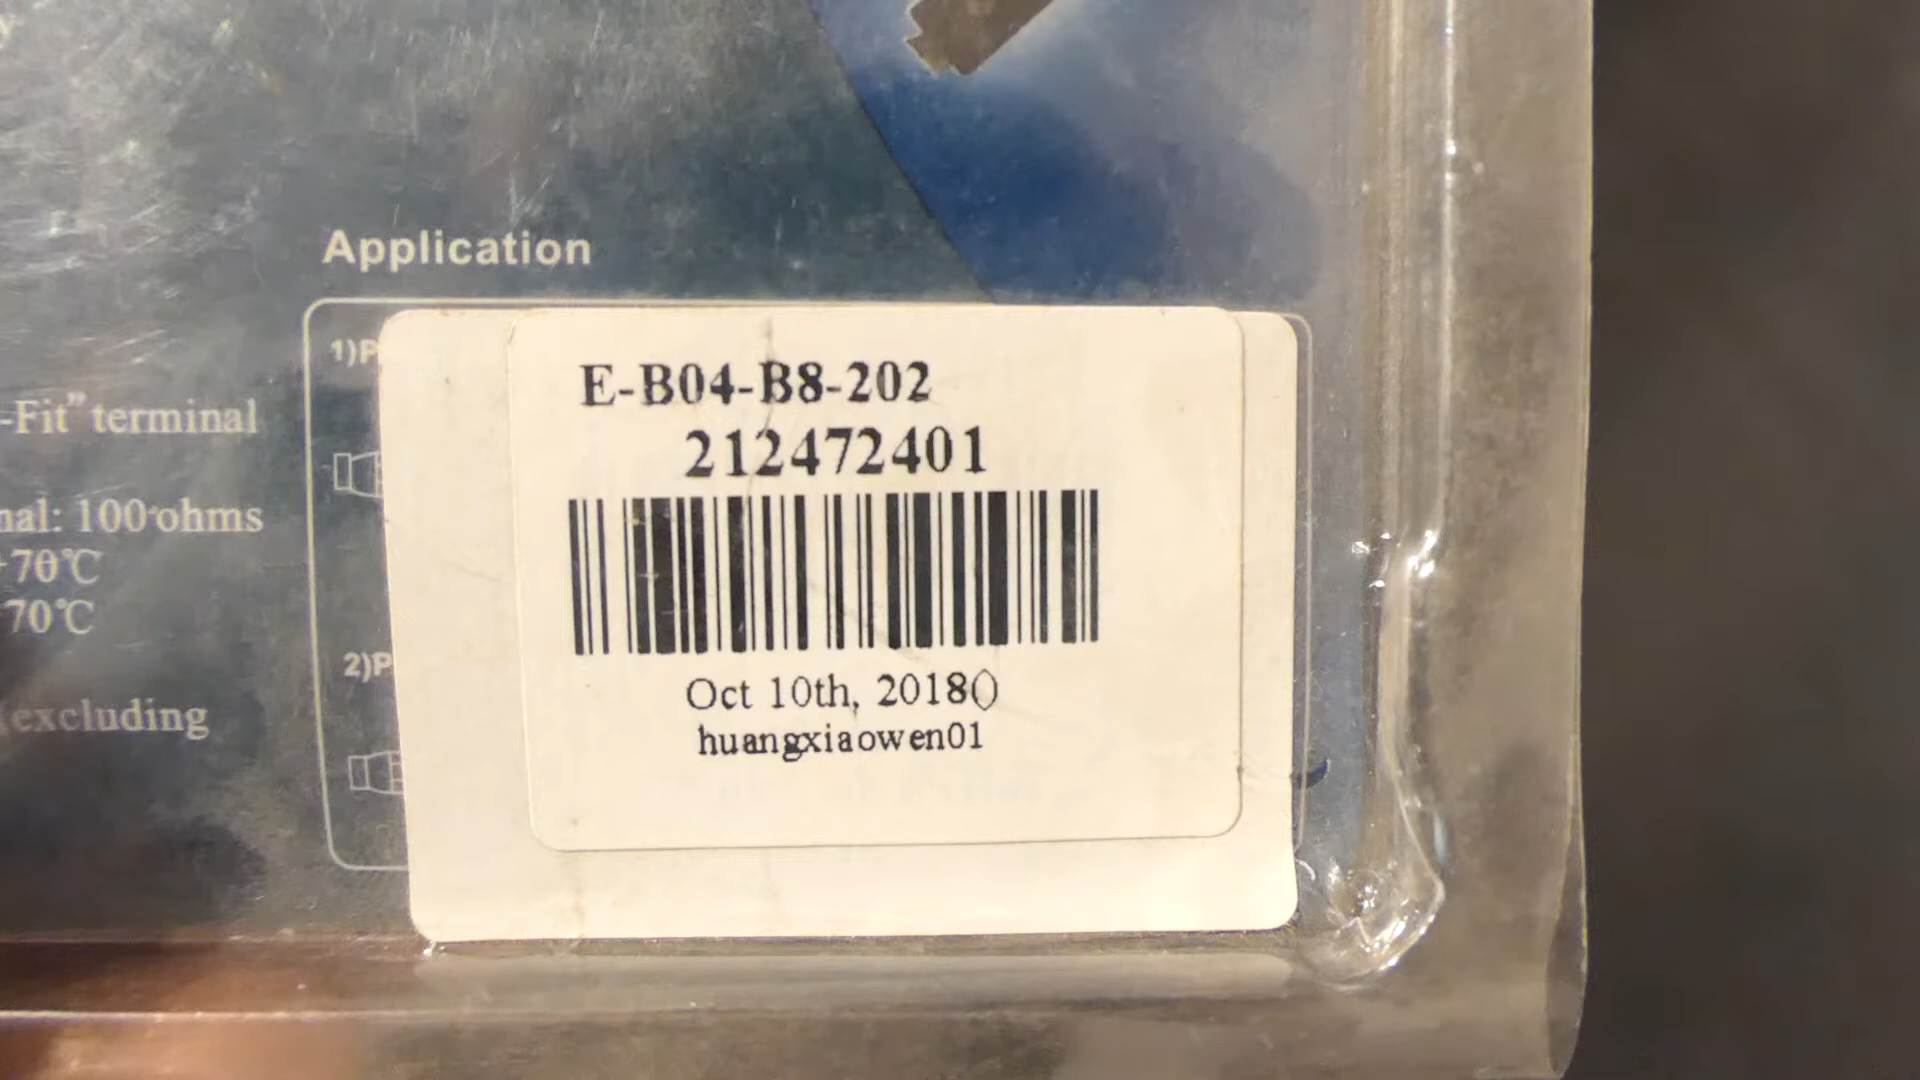 Application
1)P
-Fit” terminal
nal: 100 ohms
+70℃
70℃
2)P
(excluding
E-B04-B8-202
212472401
Oct 10th, 2018()
huangxiaowen01